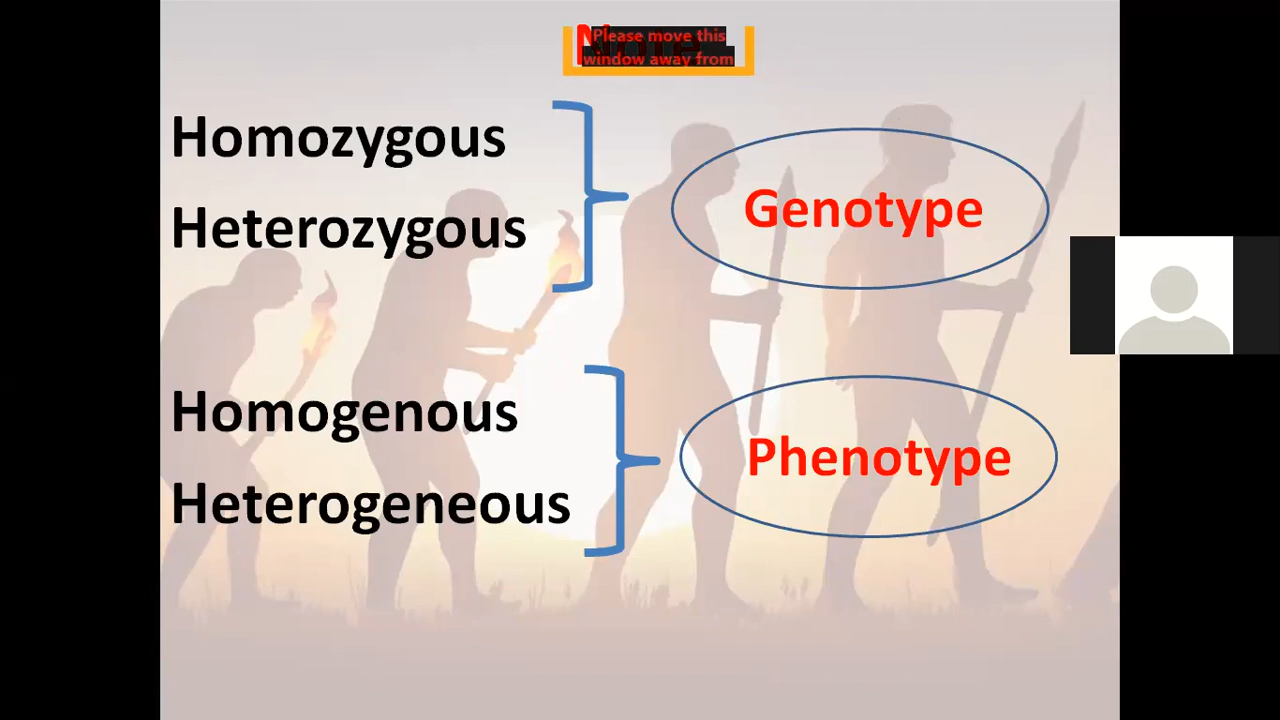 Please move this
window away from
Homozygous
Heterozygous
Genotype
Homogenous
Heterogeneous
Phenotype